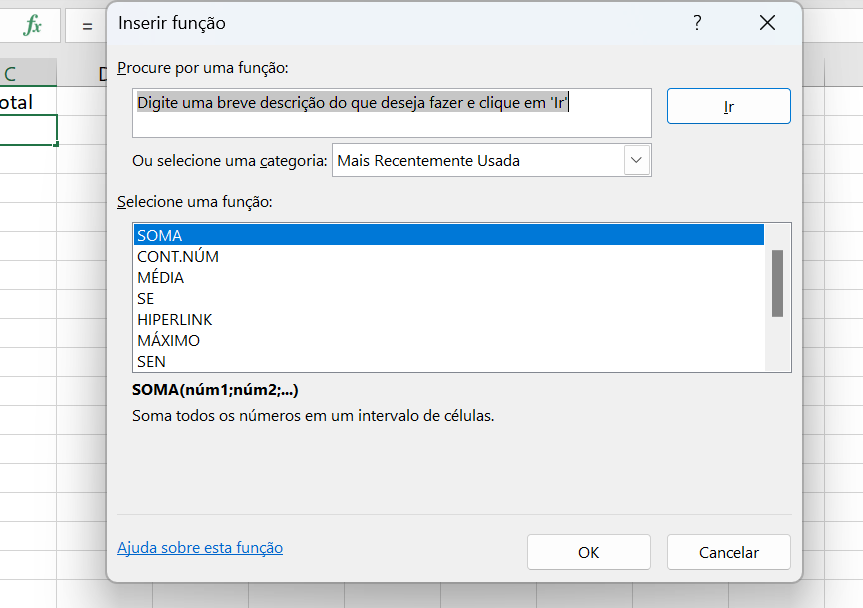 Inserir função
?
fx
=
C
D
otal
Procure por uma função:
Digite uma breve descrição do que deseja fazer e clique em 'Ir'
Ir
Ou selecione uma categoria: Mais Recentemente Usada
Selecione uma função:
SOMA
CONT.NÚM
MÉDIA
SE
HIPERLINK
MÁXIMO
SEN
SOMA(núm1;núm2;...)
Soma todos os números em um intervalo de células.
Ajuda sobre esta função
OK
Cancelar